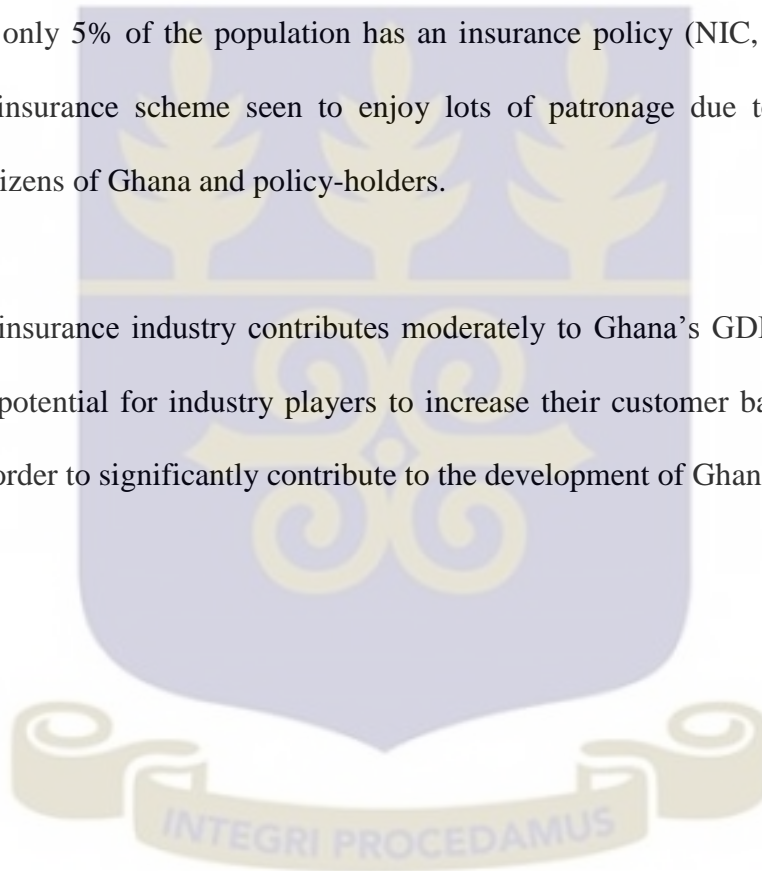 only 5% of the population has an insurance policy (NIC,
insurance scheme seen to enjoy lots of patronage due to
izens of Ghana and policy-holders.
insurance industry contributes moderately to Ghana’s GDP
potential for industry players to increase their customer ba
order to significantly contribute to the development of Ghan
INTEGRI PROCEDAMUS